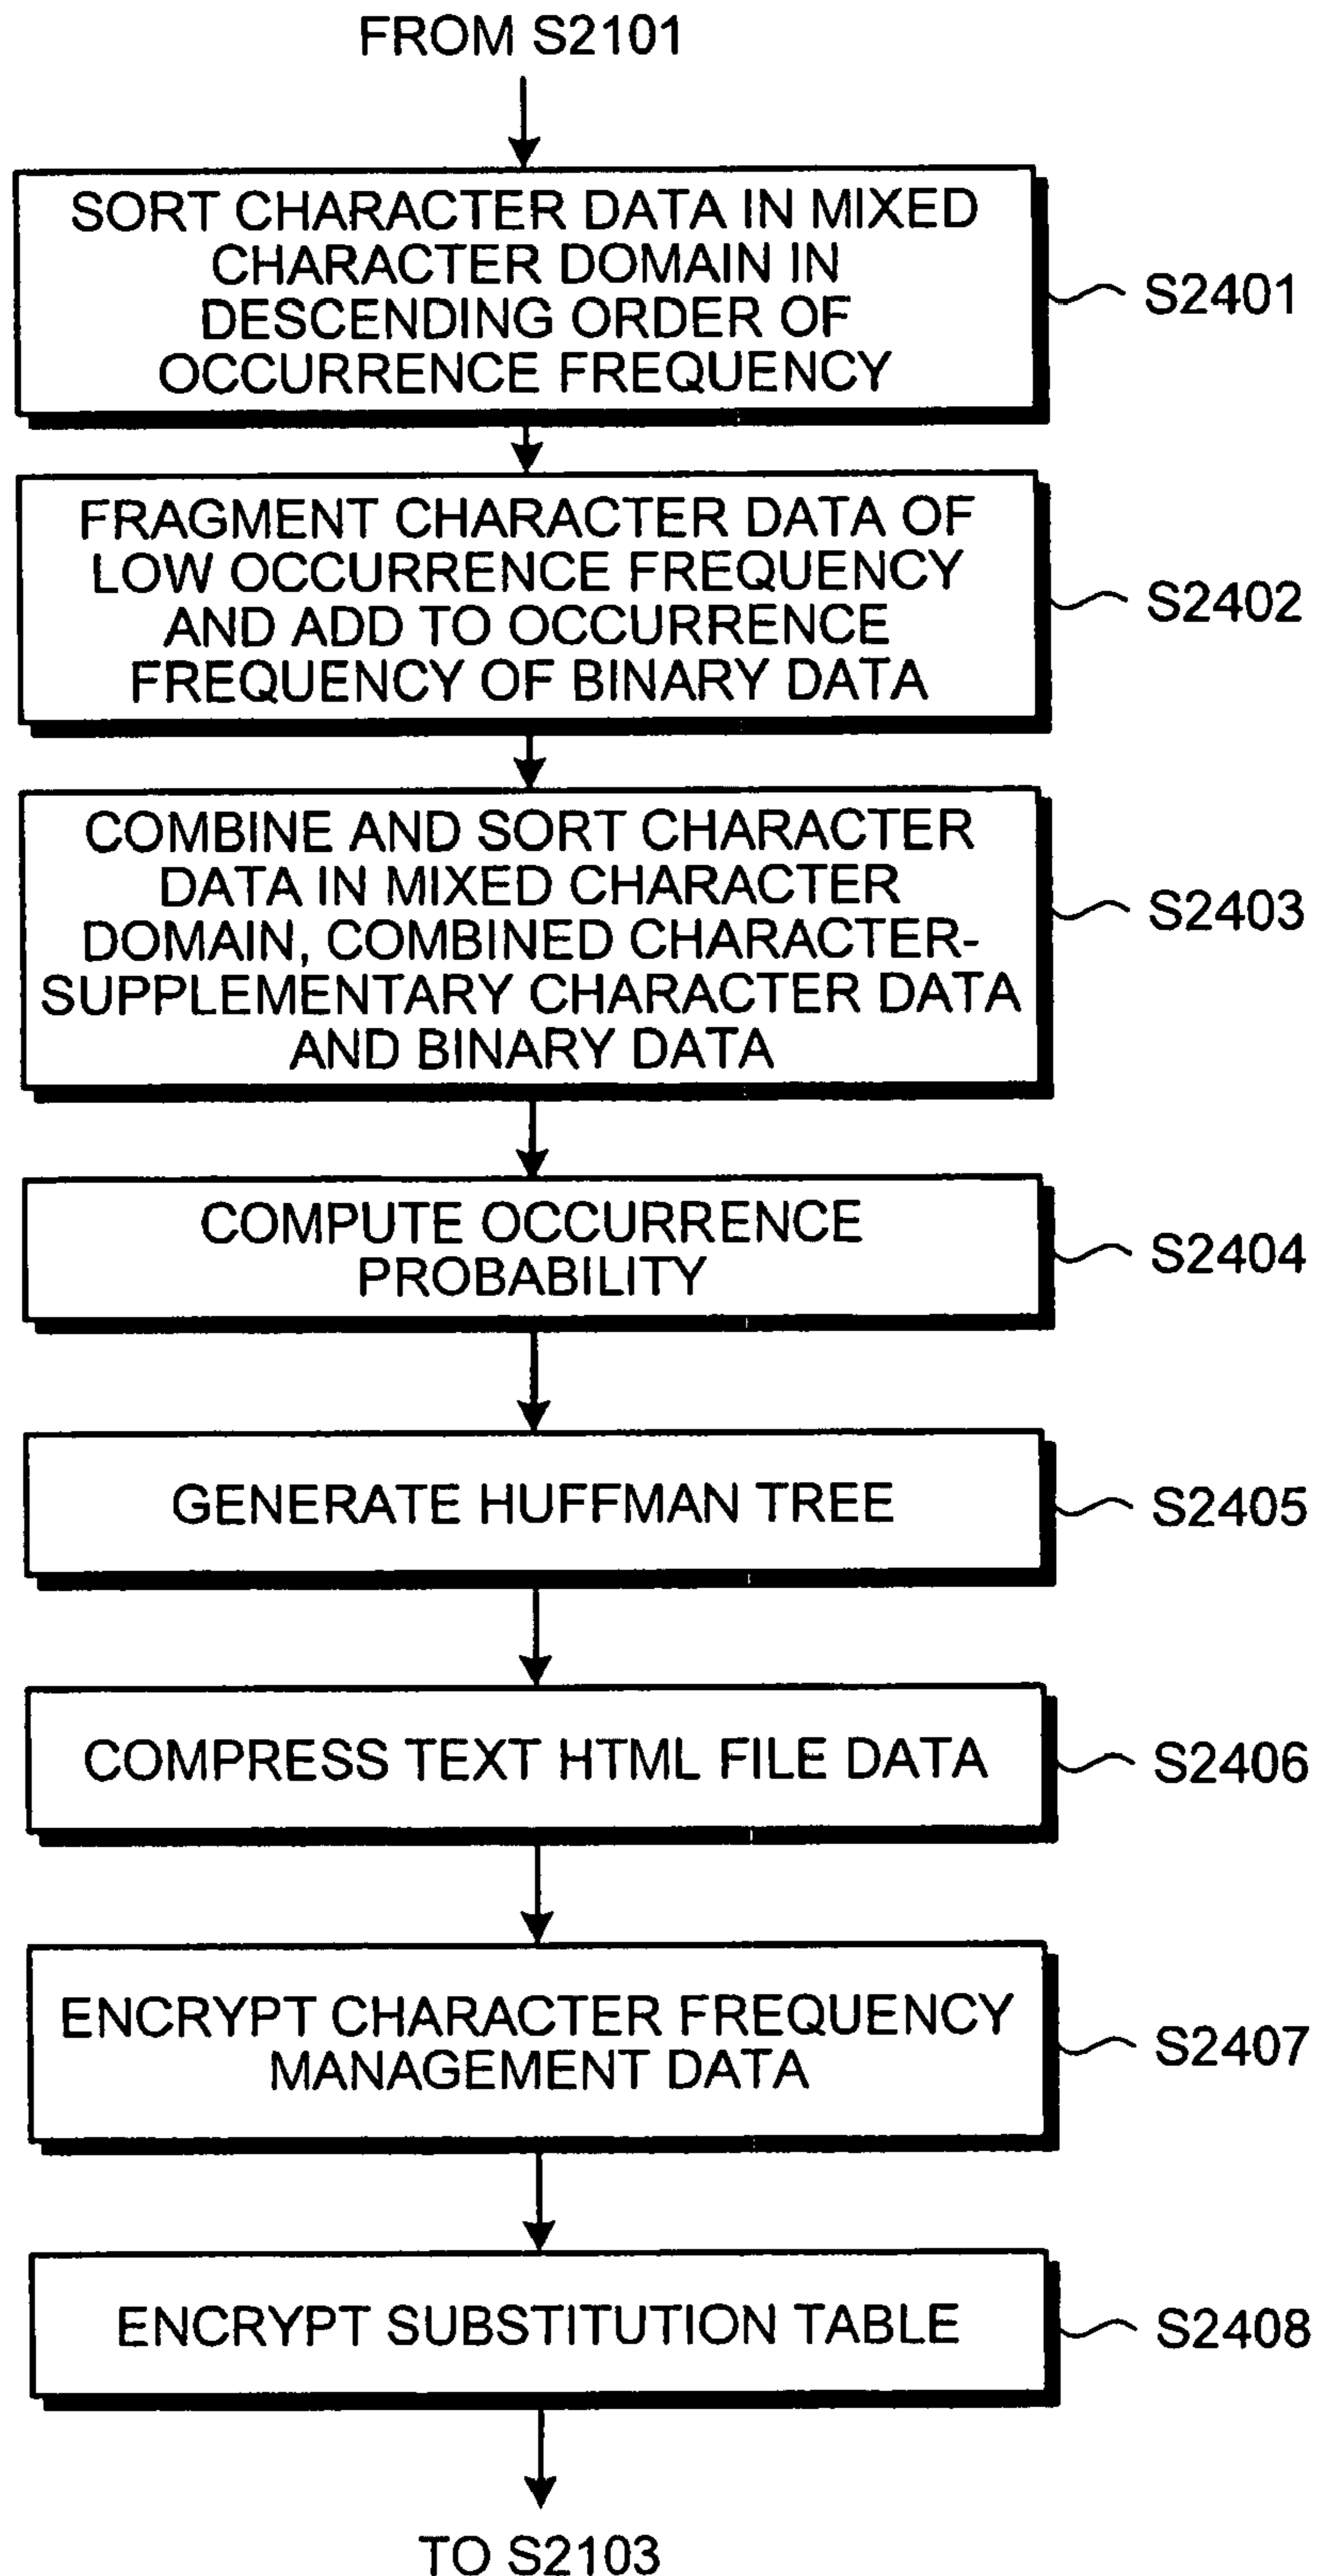 FROM S2101
SORT CHARACTER DATA IN MIXED
CHARACTER DOMAIN IN
DESCENDING ORDER OF
OCCURRENCE FREQUENCY
S2401
FRAGMENT CHARACTER DATA OF
LOW OCCURRENCE FREQUENCY
AND ADD TO OCCURRENCE
FREQUENCY OF BINARY DATA
S2402
COMBINE AND SORT CHARACTER
DATA IN MIXED CHARACTER
DOMAIN, COMBINED CHARACTER-
SUPPLEMENTARY CHARACTER DATA
AND BINARY DATA
S2403
COMPUTE OCCURRENCE
PROBABILITY
S2404
GENERATE HUFFMAN TREE
S2405
COMPRESS TEXT HTML FILE DATA
S2406
ENCRYPT CHARACTER FREQUENCY
MANAGEMENT DATA
S2407
ENCRYPT SUBSTITUTION TABLE
S2408
TO S2103